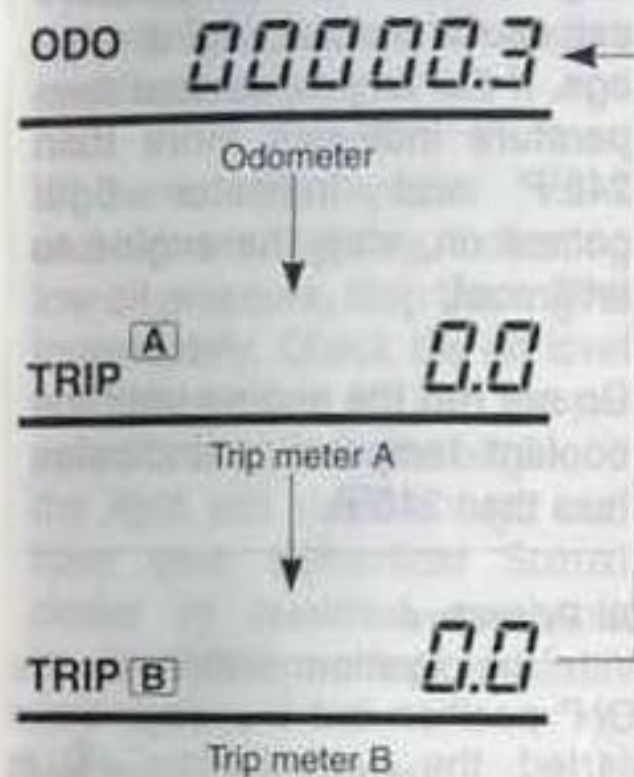 ODO 00000.3
Odometer
TRIP A 0.0
Trip meter A
TRIP B 0.0
Trip meter B